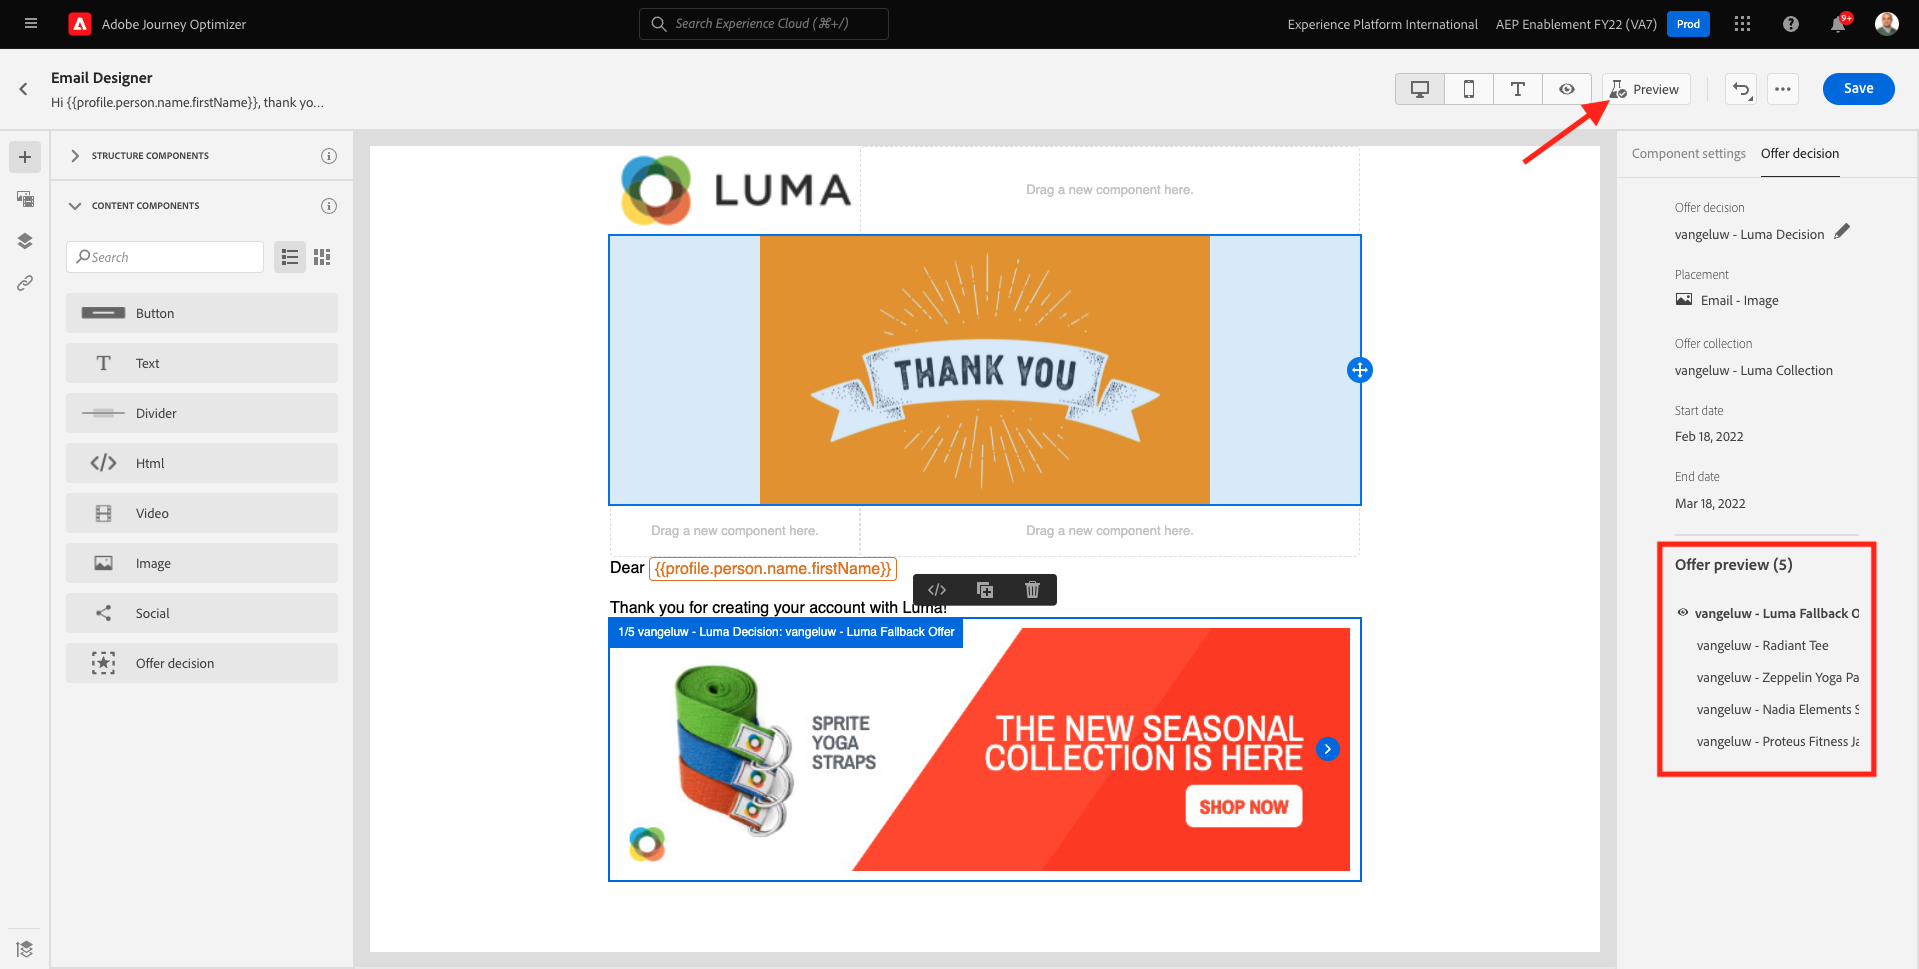 Adobe Journey Optimizer
Search Experience Cloud (⌘+/)
Experience Platform International
AEP Enablement FY22 (VA7)
Prod
9+
Email Designer
Hi {{profile.person.name.firstName}}, thank yo...
Preview
Save
STRUCTURE COMPONENTS
CONTENT COMPONENTS
Search
Button
Text
Divider
Html
Video
Image
Social
Offer decision
LUMA
Drag a new component here.
THANK YOU
Drag a new component here.
Drag a new component here.
Dear {{profile.person.name.firstName}}
Thank you for creating your account with Luma!
1/5 vangeluw - Luma Decision: vangeluw - Luma Fallback Offer
SPRITE
YOGA
STRAPS
THE NEW SEASONAL
COLLECTION IS HERE
SHOP NOW
Component settings
Offer decision
Offer decision
vangeluw - Luma Decision
Placement
Email - Image
Offer collection
vangeluw - Luma Collection
Start date
Feb 18, 2022
End date
Mar 18, 2022
Offer preview (5)
vangeluw - Luma Fallback O
vangeluw - Radiant Tee
vangeluw - Zeppelin Yoga Pa
vangeluw - Nadia Elements S
vangeluw - Proteus Fitness Ja